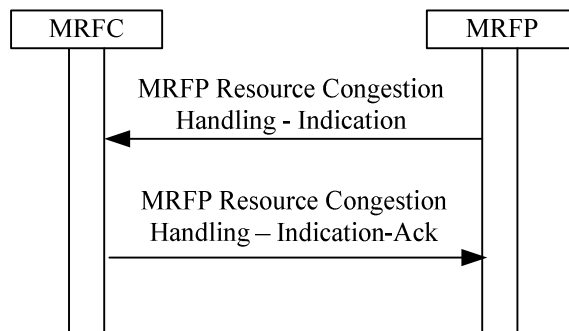 MRFC
MRFP
MRFP Resource Congestion
Handling - Indication
MRFP Resource Congestion
Handling – Indication-Ack